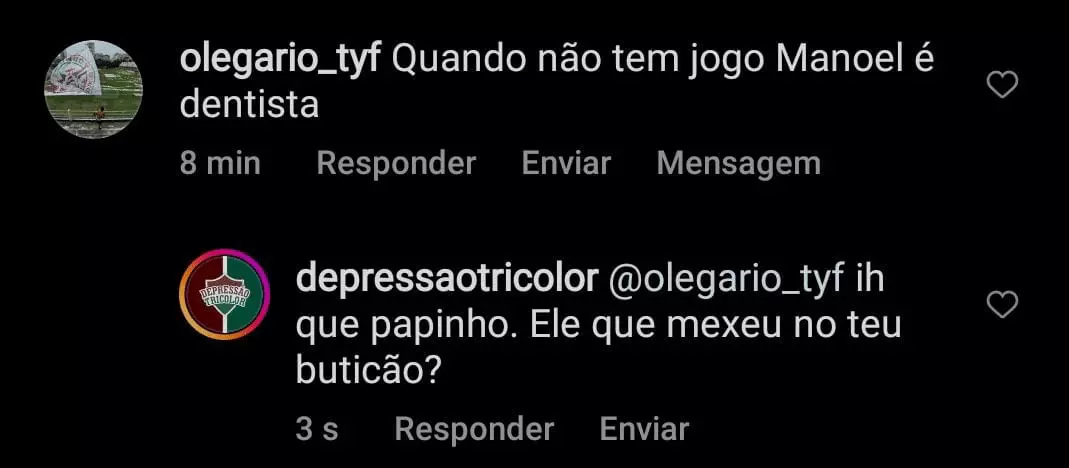 olegario_tyf Quando não tem jogo Manoel é
dentista
8 min Responder Enviar Mensagem
DEPRESSÃO
TRICOLOR
depressaotricolor @olegario_tyf ih
que papinho. Ele que mexeu no teu
buticão?
3 s Responder Enviar